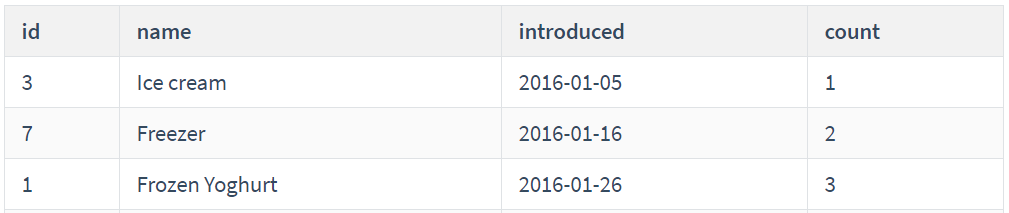 id name introduced count
3 Ice cream 2016-01-05 1
7 Freezer 2016-01-16 2
1 Frozen Yoghurt 2016-01-26 3